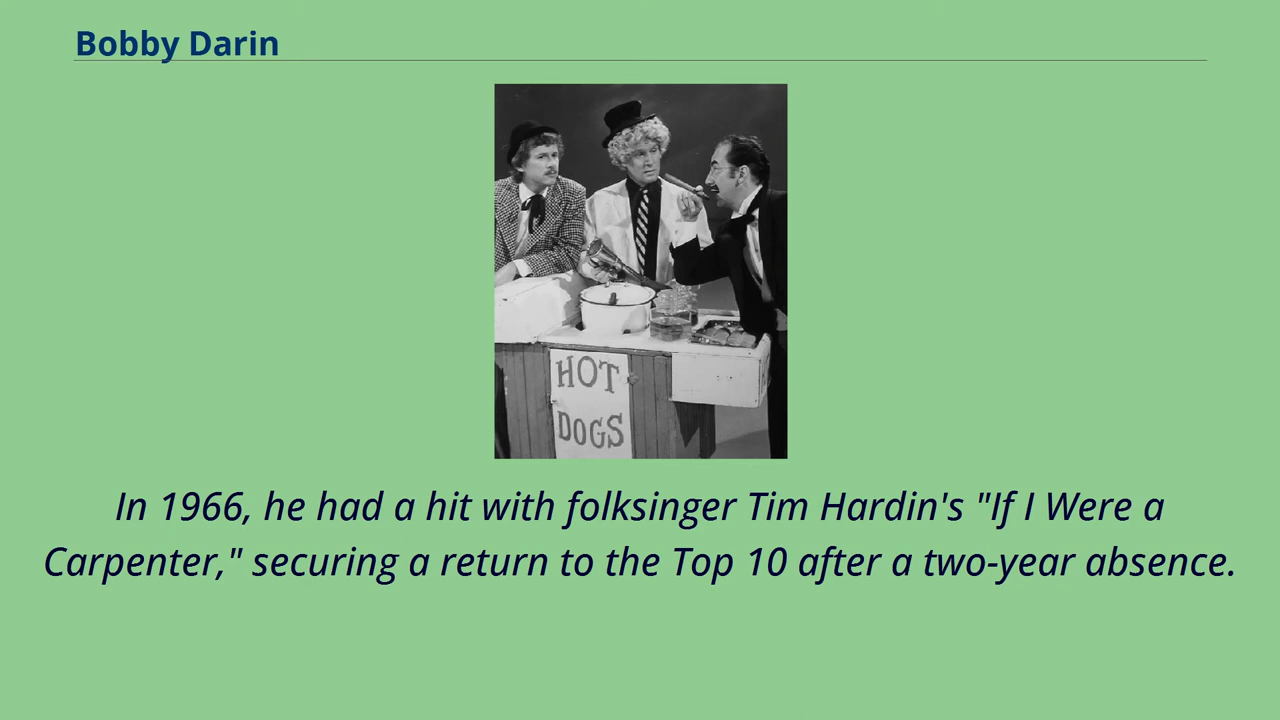 Bobby Darin
HOT
DOGS
In 1966, he had a hit with folksinger Tim Hardin's "If I Were a
Carpenter," securing a return to the Top 10 after a two-year absence.